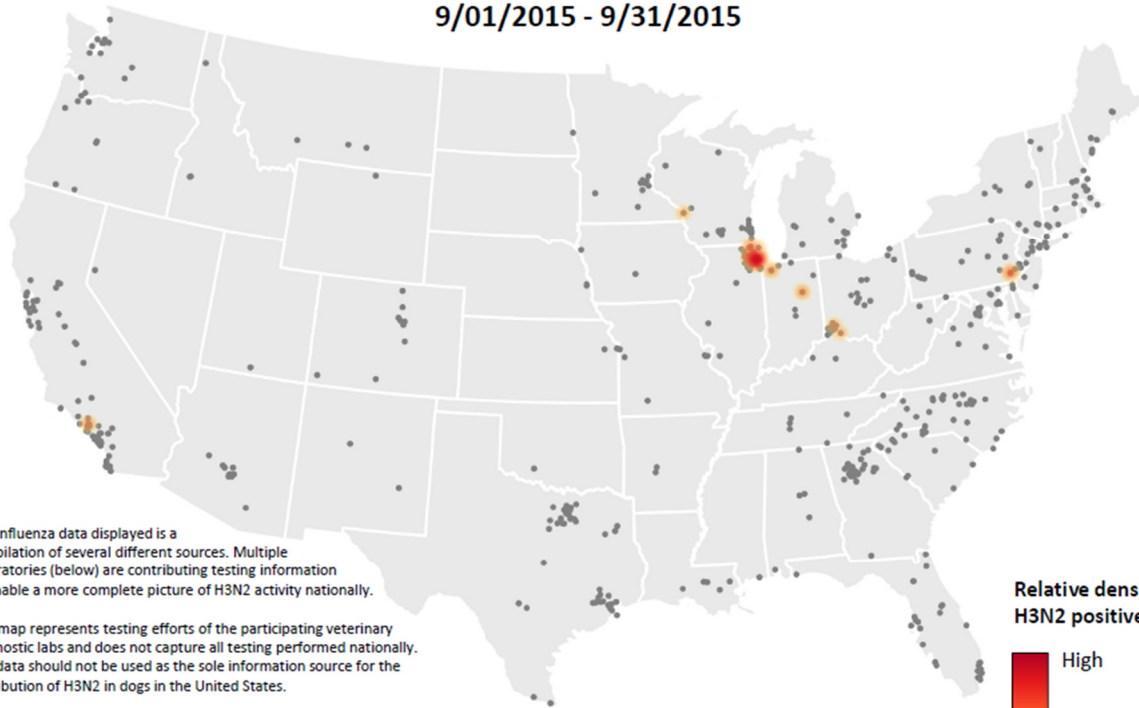 9/01/2015 - 9/31/2015
nfluenza data displayed is a
ilation of several different sources. Multiple
ratories (below) are contributing testing information
nable a more complete picture of H3N2 activity nationally.
map represents testing efforts of the participating veterinary
nostic labs and does not capture all testing performed nationally.
data should not be used as the sole information source for the
ibution of H3N2 in dogs in the United States.
Relative dens
H3N2 positive
High